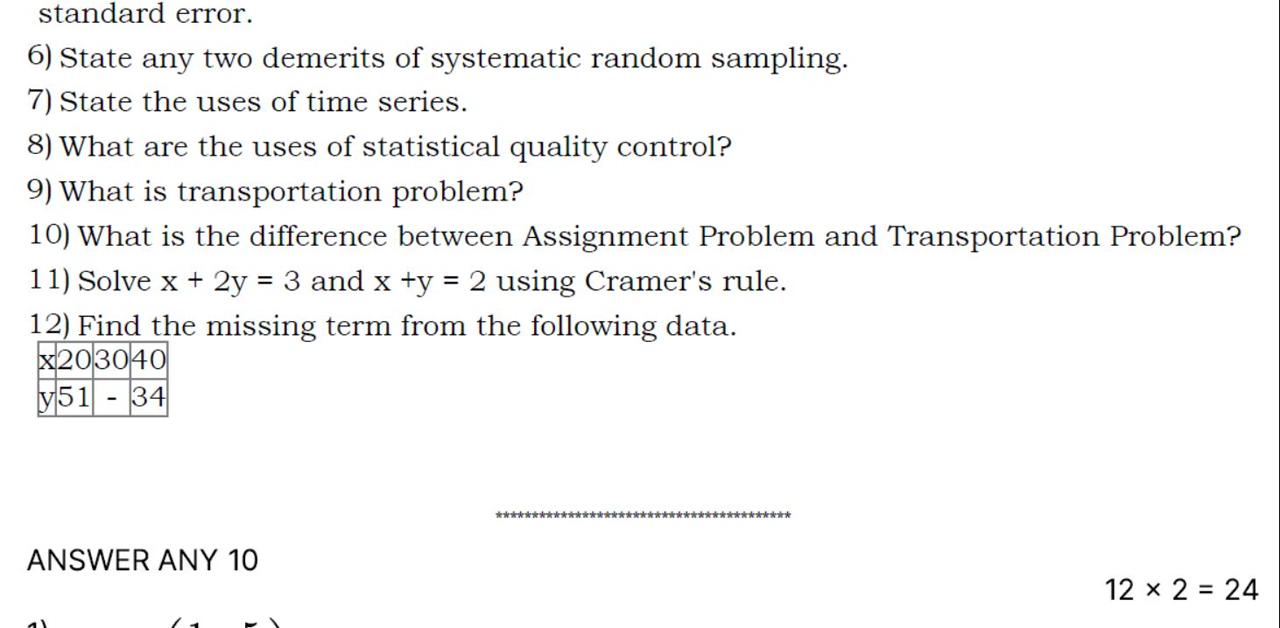 standard error.
6) State any two demerits of systematic random sampling.
7) State the uses of time series.
8) What are the uses of statistical quality control?
9) What is transportation problem?
10) What is the difference between Assignment Problem and Transportation Problem?
11) Solve x + 2y = 3 and x +y = 2 using Cramer's rule.
12) Find the missing term from the following data.
x 20 30 40
y 51 - 34
*****************************************
ANSWER ANY 10
12 × 2 = 24